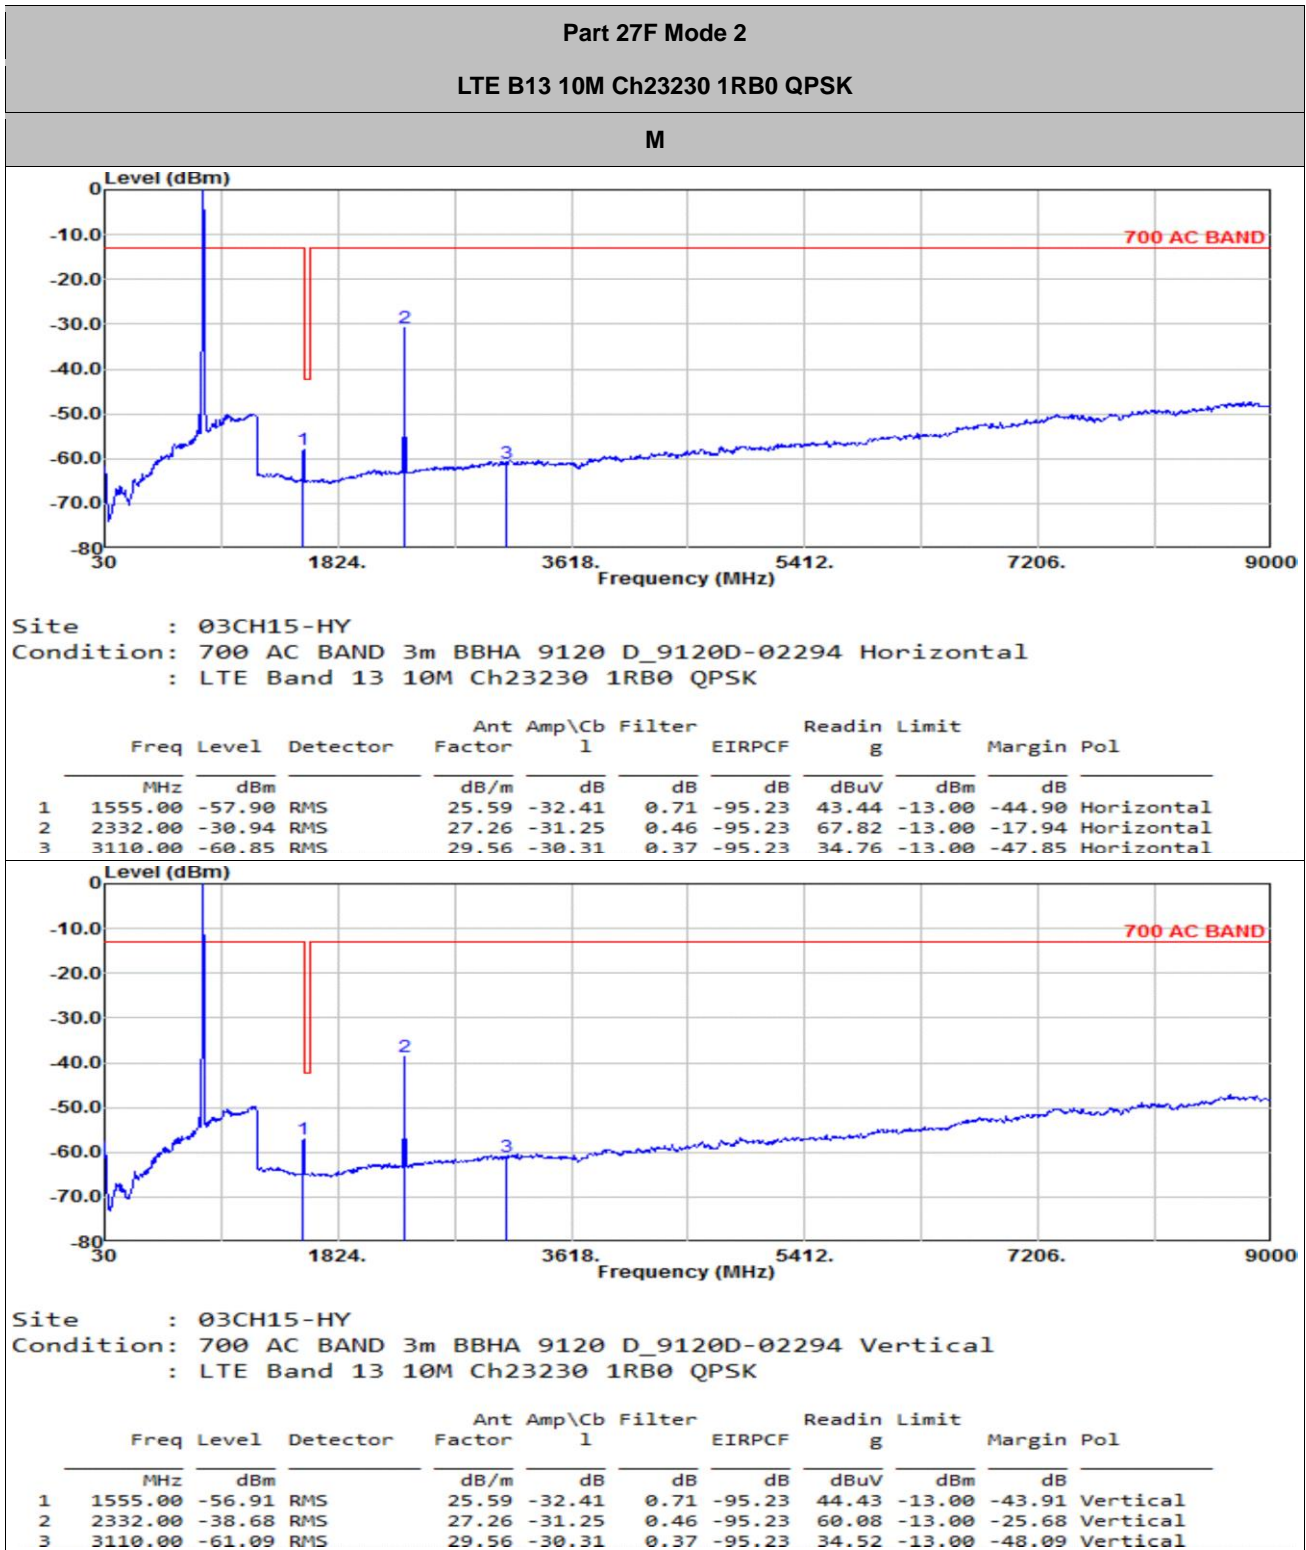 Part 27F Mode 2
LTE B13 10M Ch23230 1RB0 QPSK
M
Level (dBm)
0
700 AC BAND
-10.0
-20.0
-30.0
2
-40.0
-50.0
1
3
-60.0
-70.0
-80
30 1824. 3618. 5412. 7206. 9000
Frequency (MHz)
Site : 03CH15-HY
Condition: 700 AC BAND 3m BBHA 9120 D_9120D-02294 Horizontal
: LTE Band 13 10M Ch23230 1RB0 QPSK
Ant Amp\Cb Filter Readin Limit
Freq Level Detector Factor l EIRPCF g Margin Pol
MHz dBm dB/m dB dB dB dBuV dBm dB
1 1555.00 -57.90 RMS 25.59 -32.41 0.71 -95.23 43.44 -13.00 -44.90 Horizontal
2 2332.00 -30.94 RMS 27.26 -31.25 0.46 -95.23 67.82 -13.00 -17.94 Horizontal
3 3110.00 -60.85 RMS 29.56 -30.31 0.37 -95.23 34.76 -13.00 -47.85 Horizontal
Level (dBm)
0
700 AC BAND
-10.0
-20.0
-30.0
2
-40.0
-50.0
1
3
-60.0
-70.0
-80
30 1824. 3618. 5412. 7206. 9000
Frequency (MHz)
Site : 03CH15-HY
Condition: 700 AC BAND 3m BBHA 9120 D_9120D-02294 Vertical
: LTE Band 13 10M Ch23230 1RB0 QPSK
Ant Amp\Cb Filter Readin Limit
Freq Level Detector Factor l EIRPCF g Margin Pol
MHz dBm dB/m dB dB dB dBuV dBm dB
1 1555.00 -56.91 RMS 25.59 -32.41 0.71 -95.23 44.43 -13.00 -43.91 Vertical
2 2332.00 -38.68 RMS 27.26 -31.25 0.46 -95.23 60.08 -13.00 -25.68 Vertical
3 3110.00 -61.09 RMS 29.56 -30.31 0.37 -95.23 34.52 -13.00 -48.09 Vertical